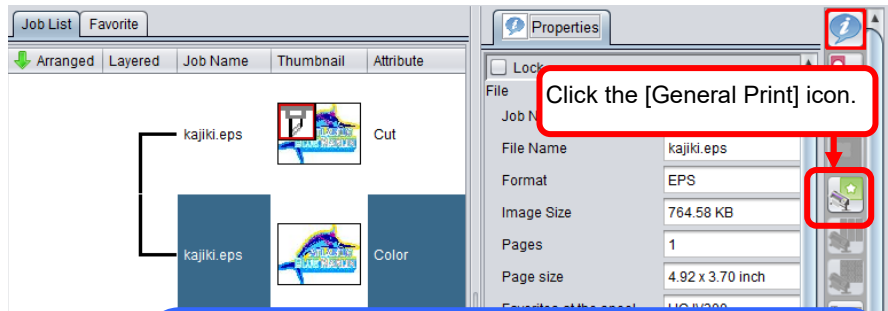 Job List Favorite
Arranged Layered Job Name Thumbnail Attribute
kajiki.eps Cut
kajiki.eps Color
Properties
Lock
File
Click the [General Print] icon.
File Name kajiki.eps
Format EPS
Image Size 764.58 KB
Pages 1
Page size 4.92 x 3.70 inch